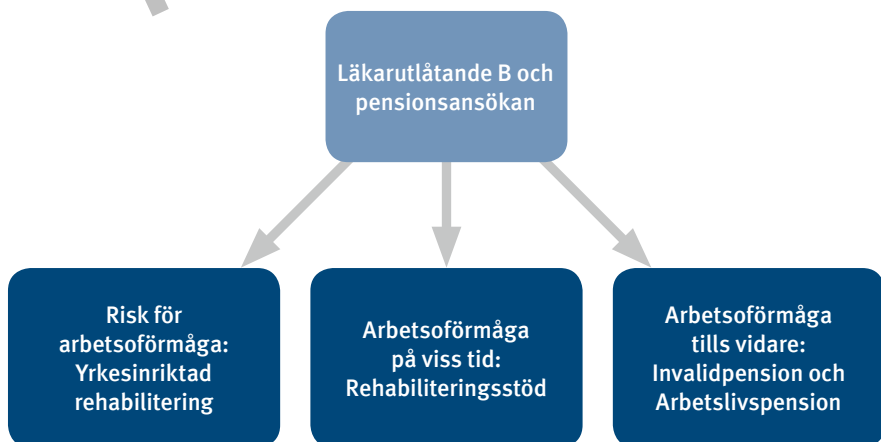 Läkarutlåtande B och
pensionsansökan
Risk för
arbetsoförmåga:
Yrkesinriktad
rehabilitering
Arbetsoförmåga
på viss tid:
Rehabiliteringsstöd
Arbetsoförmåga
tills vidare:
Invalidpension och
Arbetslivspension